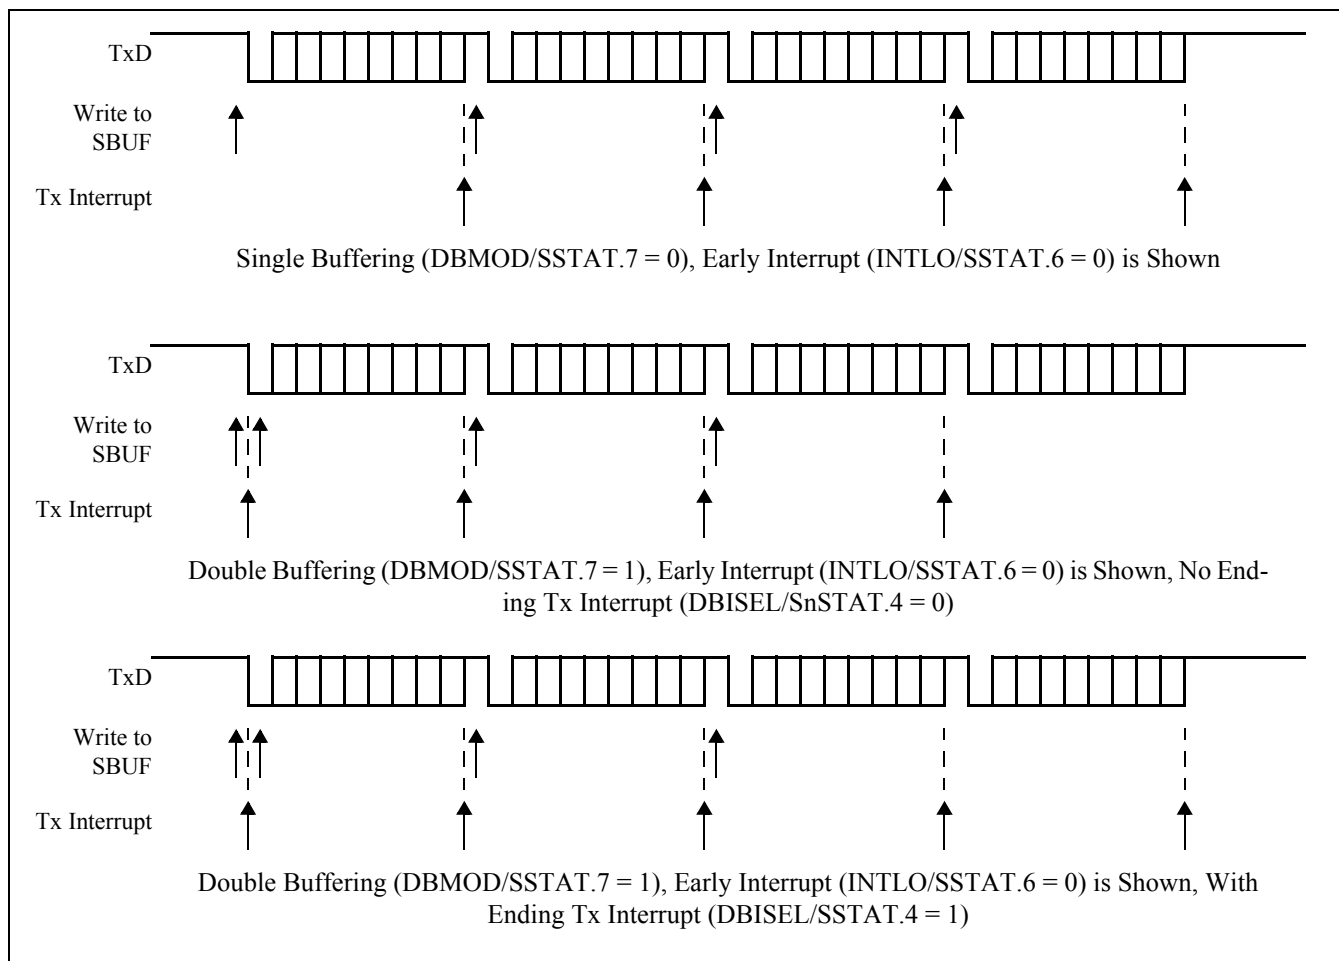 TxD
Write to
SBUF
Tx Interrupt
Single Buffering (DBMOD/SSTAT.7 = 0), Early Interrupt (INTLO/SSTAT.6 = 0) is Shown
TxD
Write to
SBUF
Tx Interrupt
Double Buffering (DBMOD/SSTAT.7 = 1), Early Interrupt (INTLO/SSTAT.6 = 0) is Shown, No End-
ing Tx Interrupt (DBISEL/SnSTAT.4 = 0)
TxD
Write to
SBUF
Tx Interrupt
Double Buffering (DBMOD/SSTAT.7 = 1), Early Interrupt (INTLO/SSTAT.6 = 0) is Shown, With
Ending Tx Interrupt (DBISEL/SSTAT.4 = 1)